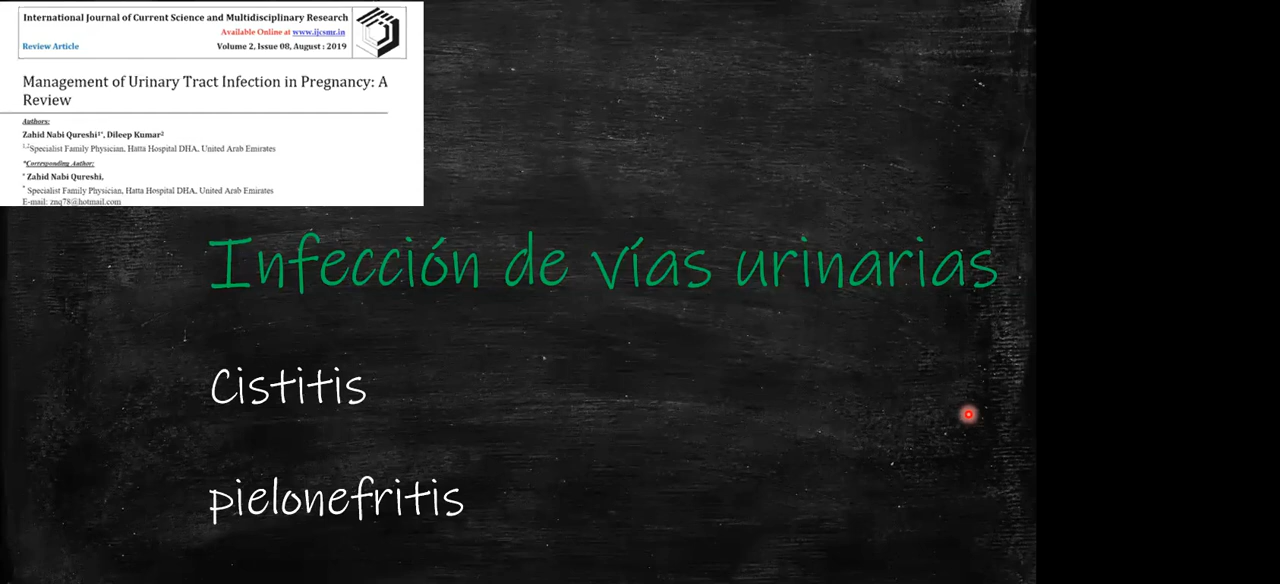 International Journal of Current Science and Multidisciplinary Research
Available Online at www.ijcsmr.in
Review Article
Volume 2, Issue 08, August : 2019
Management of Urinary Tract Infection in Pregnancy: A
Review
Authors:
Zahid Nabi Qureshi¹*, Dileep Kumar²
¹,²Specialist Family Physician, Hatta Hospital DHA, United Arab Emirates
*Corresponding Author:
* Zahid Nabi Qureshi,
* Specialist Family Physician, Hatta Hospital DHA, United Arab Emirates
E-mail: znq78@hotmail.com
Infección de vías urinarias
Cistitis
pielonefritis